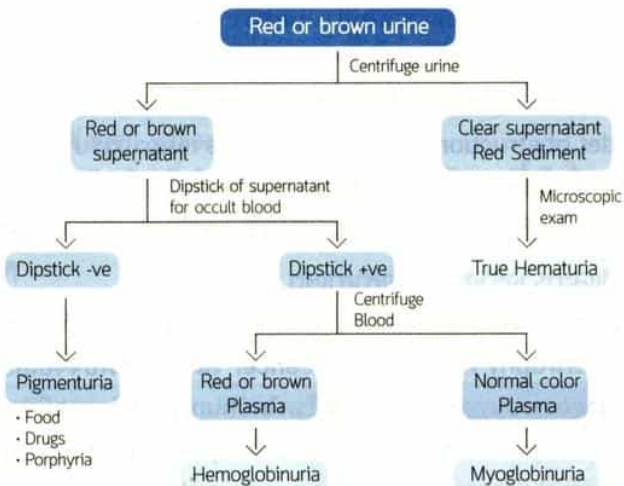 Red or brown urine
Centrifuge urine
Red or brown
supernatant
Clear supernatant
Red Sediment
Dipstick of supernatant
for occult blood
Microscopic
exam
Dipstick -ve
Dipstick +ve
True Hematuria
Centrifuge
Blood
Pigmenturia
· Food
· Drugs
· Porphyria
Red or brown
Plasma
Normal color
Plasma
Hemoglobinuria
Myoglobinuria